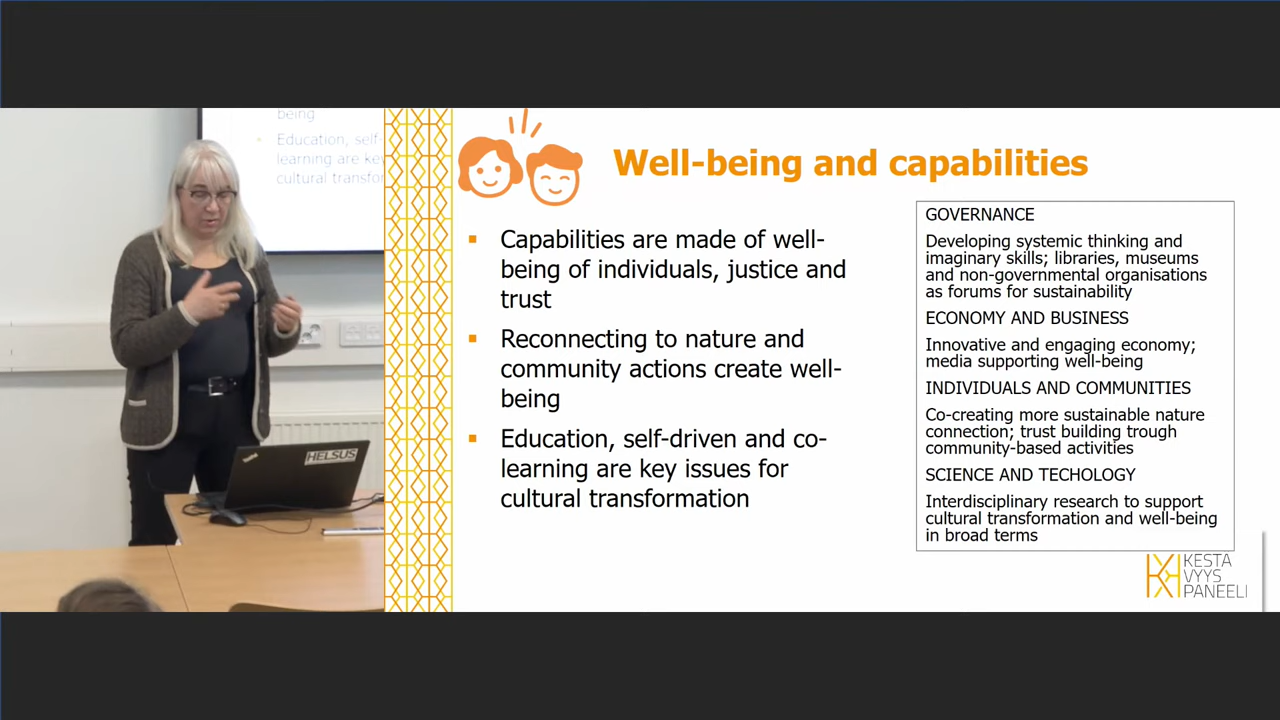 being
Education, self-
learning are key
cultural transfor
HELSUS
Well-being and capabilities
Capabilities are made of well-
being of individuals, justice and
trust
Reconnecting to nature and
community actions create well-
being
Education, self-driven and co-
learning are key issues for
cultural transformation
GOVERNANCE
Developing systemic thinking and
imaginary skills; libraries, museums
and non-governmental organisations
as forums for sustainability
ECONOMY AND BUSINESS
Innovative and engaging economy;
media supporting well-being
INDIVIDUALS AND COMMUNITIES
Co-creating more sustainable nature
connection; trust building trough
community-based activities
SCIENCE AND TECHOLOGY
Interdisciplinary research to support
cultural transformation and well-being
in broad terms
KESTA
VYYS
PANEELI